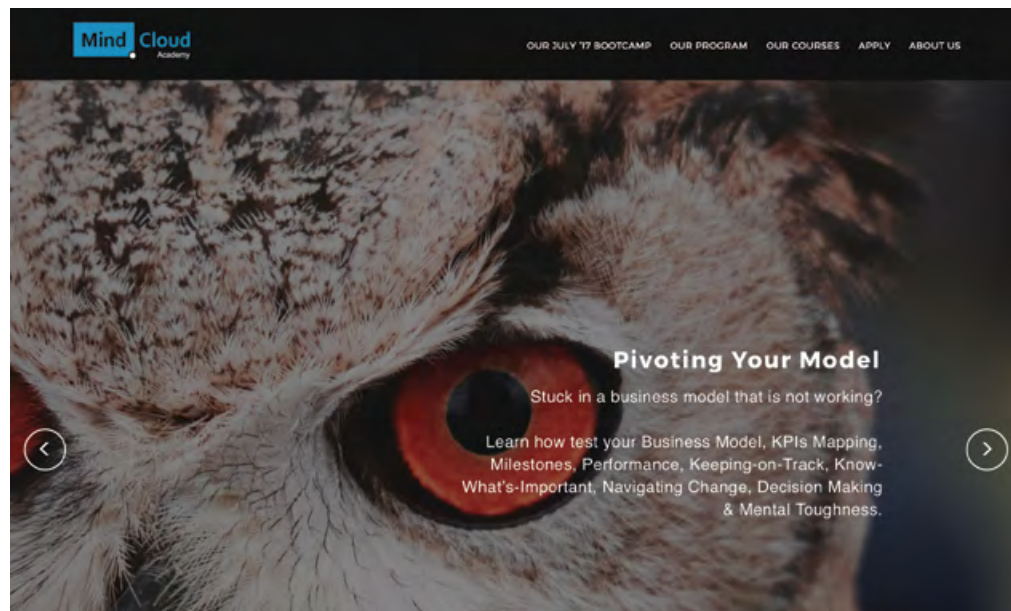 Mind Cloud
Academy
OUR JULY '17 BOOTCAMP OUR PROGRAM OUR COURSES APPLY ABOUT US
Pivoting Your Model
Stuck in a business model that is not working?
Learn how test your Business Model, KPIs Mapping,
Milestones, Performance, Keeping-on-Track, Know-
What's-Important, Navigating Change, Decision Making
& Mental Toughness.